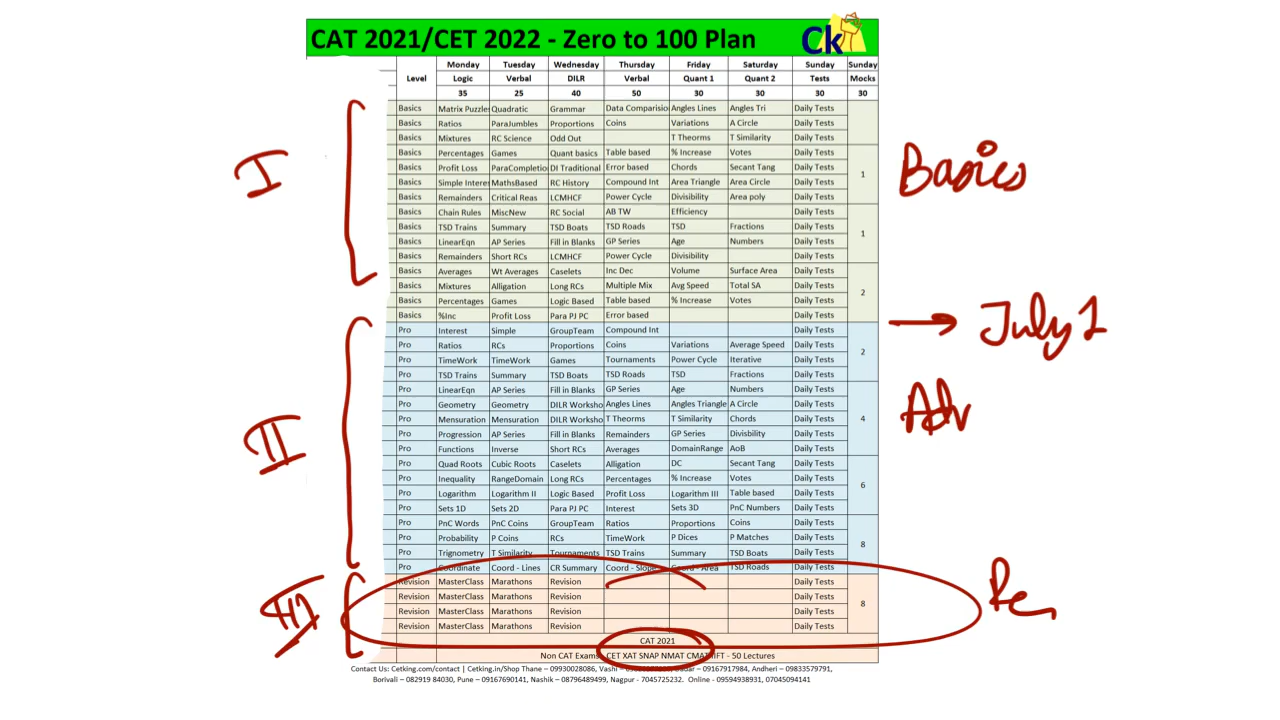 CAT 2021/CET 2022 - Zero to 100 Plan Ck
Monday Tuesday Wednesday Thursday Friday Saturday Sunday Sunday
Level Logic Verbal DILR Verbal Quant 1 Quant 2 Tests Mocks
35 25 40 50 30 30 30 30
Basics Matrix Puzzles Quadratic Grammar Data Comparision Angles Lines Angles Tri Daily Tests
Basics Ratios ParaJumbles Proportions Coins Variations A Circle Daily Tests
Basics Mixtures RC Science Odd Out T Theorms T Similarity Daily Tests
Basics Percentages Games Quant basics Table based % Increase Votes Daily Tests
Basics Profit Loss ParaCompletio DI Traditional Error based Chords Secant Tang Daily Tests
Basics Simple Interes MathsBased RC History Compound Int Area Triangle Area Circle Daily Tests 1
Basics Remainders Critical Reas LCMHCF Power Cycle Divisibility Area poly Daily Tests
Basics Chain Rules MiscNew RC Social AB TW Efficiency Daily Tests
Basics TSD Trains Summary TSD Boats TSD Roads TSD Fractions Daily Tests 1
Basics LinearEqn AP Series Fill in Blanks GP Series Age Numbers Daily Tests
Basics Remainders Short RCs LCMHCF Power Cycle Divisibility Daily Tests
Basics Averages Wt Averages Caselets Inc Dec Volume Surface Area Daily Tests
Basics Mixtures Alligation Long RCs Multiple Mix Avg Speed Total SA Daily Tests 2
Basics Percentages Games Logic Based Table based % Increase Votes Daily Tests
Basics %Inc Profit Loss Para PJ PC Error based Daily Tests
Pro Interest Simple GroupTeam Compound Int Daily Tests
Pro Ratios RCs Proportions Coins Variations Average Speed Daily Tests 2
Pro TimeWork TimeWork Games Tournaments Power Cycle Iterative Daily Tests
Pro TSD Trains Summary TSD Boats TSD Roads TSD Fractions Daily Tests
Pro LinearEqn AP Series Fill in Blanks GP Series Age Numbers Daily Tests
Pro Geometry Geometry DILR Worksho Angles Lines Angles Triangle A Circle Daily Tests
Pro Mensuration Mensuration DILR Worksho T Theorms T Similarity Chords Daily Tests 4
Pro Progression AP Series Fill in Blanks Remainders GP Series Divisbility Daily Tests
Pro Functions Inverse Short RCs Averages DomainRange AoB Daily Tests
Pro Quad Roots Cubic Roots Caselets Alligation DC Secant Tang Daily Tests
Pro Inequality RangeDomain Long RCs Percentages % Increase Votes Daily Tests 6
Pro Logarithm Logarithm II Logic Based Profit Loss Logarithm III Table based Daily Tests
Pro Sets 1D Sets 2D Para PJ PC Interest Sets 3D PnC Numbers Daily Tests
Pro PnC Words PnC Coins GroupTeam Ratios Proportions Coins Daily Tests
Pro Probability P Coins RCs TimeWork P Dices P Matches Daily Tests 8
Pro Trignometry T Similarity Tournaments TSD Trains Summary TSD Boats Daily Tests
Pro Coordinate Coord - Lines CR Summary Coord - Slope Coord - Area TSD Roads Daily Tests
Revision MasterClass Marathons Revision Daily Tests
Revision MasterClass Marathons Revision Daily Tests 8
Revision MasterClass Marathons Revision Daily Tests
Revision MasterClass Marathons Revision Daily Tests
CAT 2021
Non CAT Exams CET XAT SNAP NMAT CMAT IIFT - 50 Lectures
Contact Us: Cetking.com/contact | Cetking.in/Shop Thane – 09930028086, Vashi – Dadar – 09167917984, Andheri – 09833579791,
Borivali – 082919 84030, Pune – 09167690141, Nashik – 08796489499, Nagpur - 7045725232. Online - 09594938931, 07045094141
I
Basics
July 1
II
Adv
III
Rev